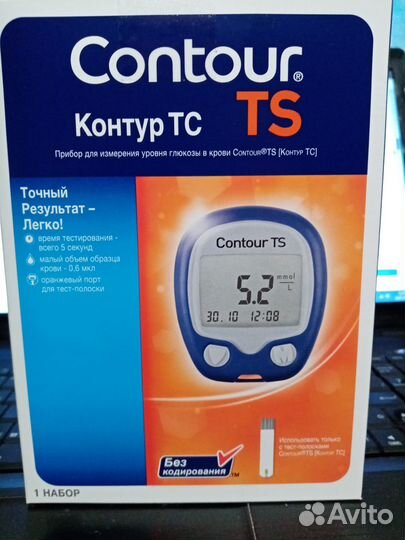 Contour®
TS
Контур ТС
Прибор для измерения уровня глюкозы в крови Contour®TS [Контур ТС]
Точный
Результат –
Легко!
время тестирования -
всего 5 секунд
малый объем образца
крови - 0,6 мкл
оранжевый порт
для тест-полоски
Contour TS
5.2 mmol
L
30.10 12:08
Использовать только
с тест-полосками
Contour®TS [Контур ТС]
Без
кодирования
TM
1 НАБОР
Avito